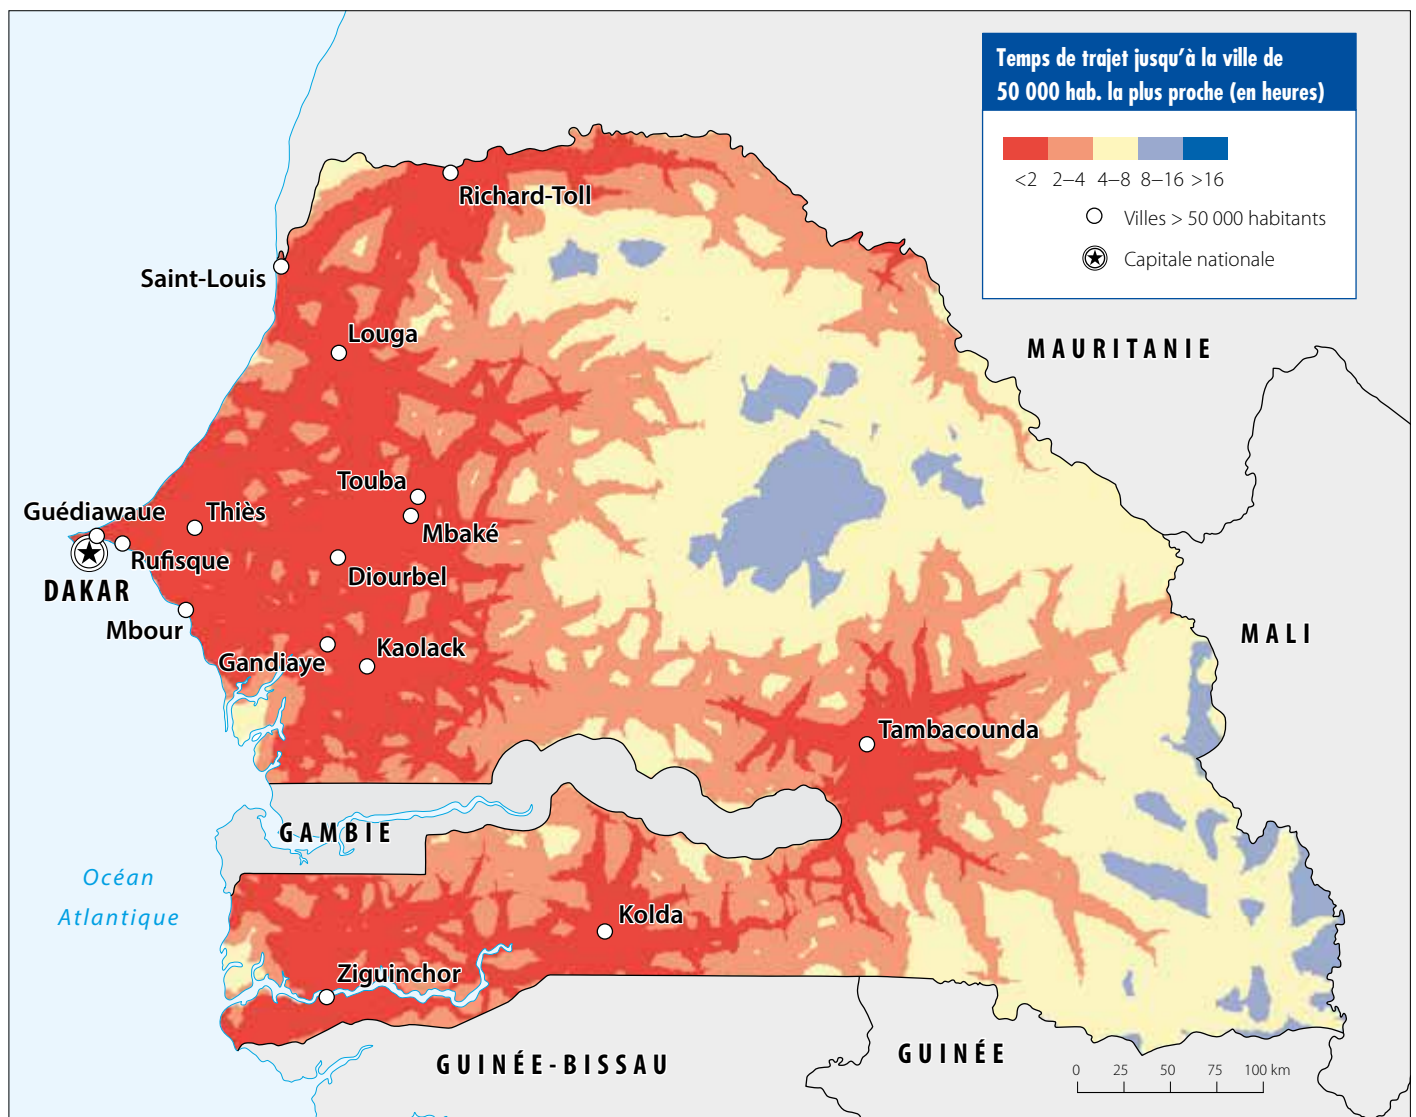 Temps de trajet jusqu'à la ville de
50 000 hab. la plus proche (en heures)
<2 2–4 4–8 8–16 >16
Villes > 50 000 habitants
Capitale nationale
Richard-Toll
Saint-Louis
Louga
MAURITANIE
Touba
Guédiawaue
Thiès
Mbaké
Rufisque
Diourbel
DAKAR
Mbour
MALI
Kaolack
Gandiaye
Tambacounda
GAMBIE
Océan
Atlantique
Kolda
Ziguinchor
GUINÉE
GUINÉE-BISSAU
0 25 50 75 100 km